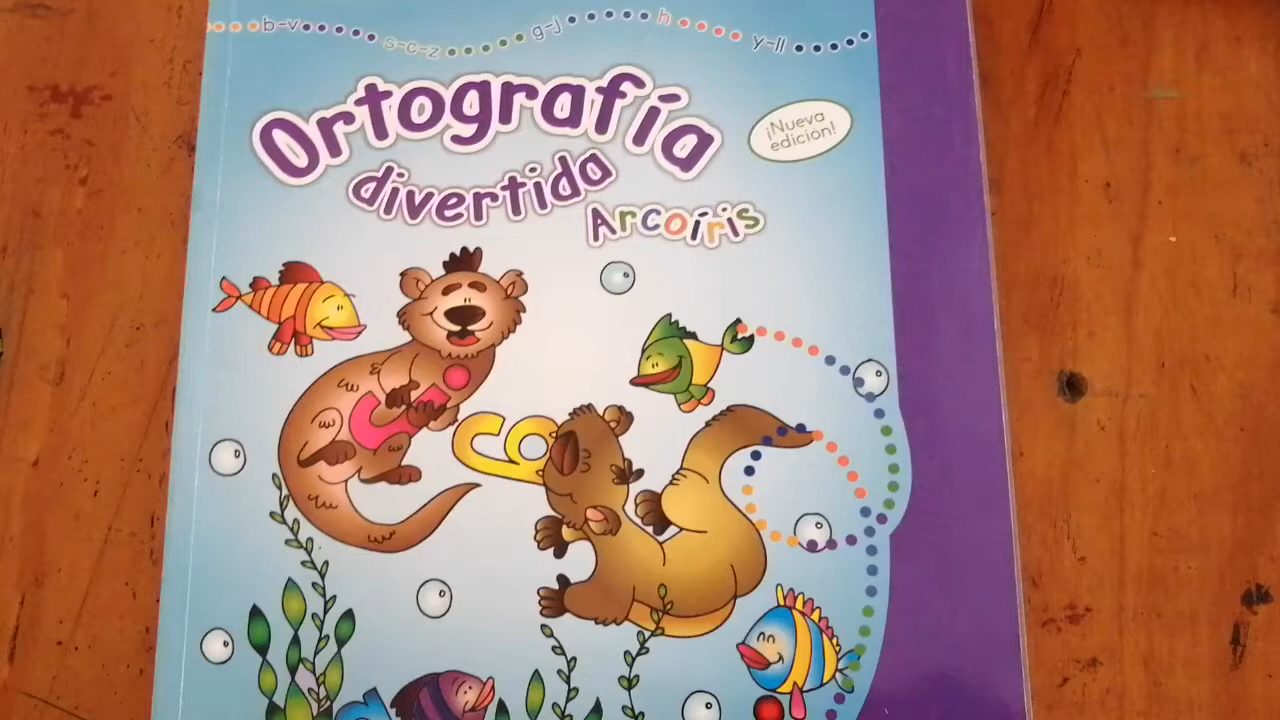 b-v s-c-z g-j h y-ll
Ortografía
divertida
Arcoíris
¡Nueva
edición!